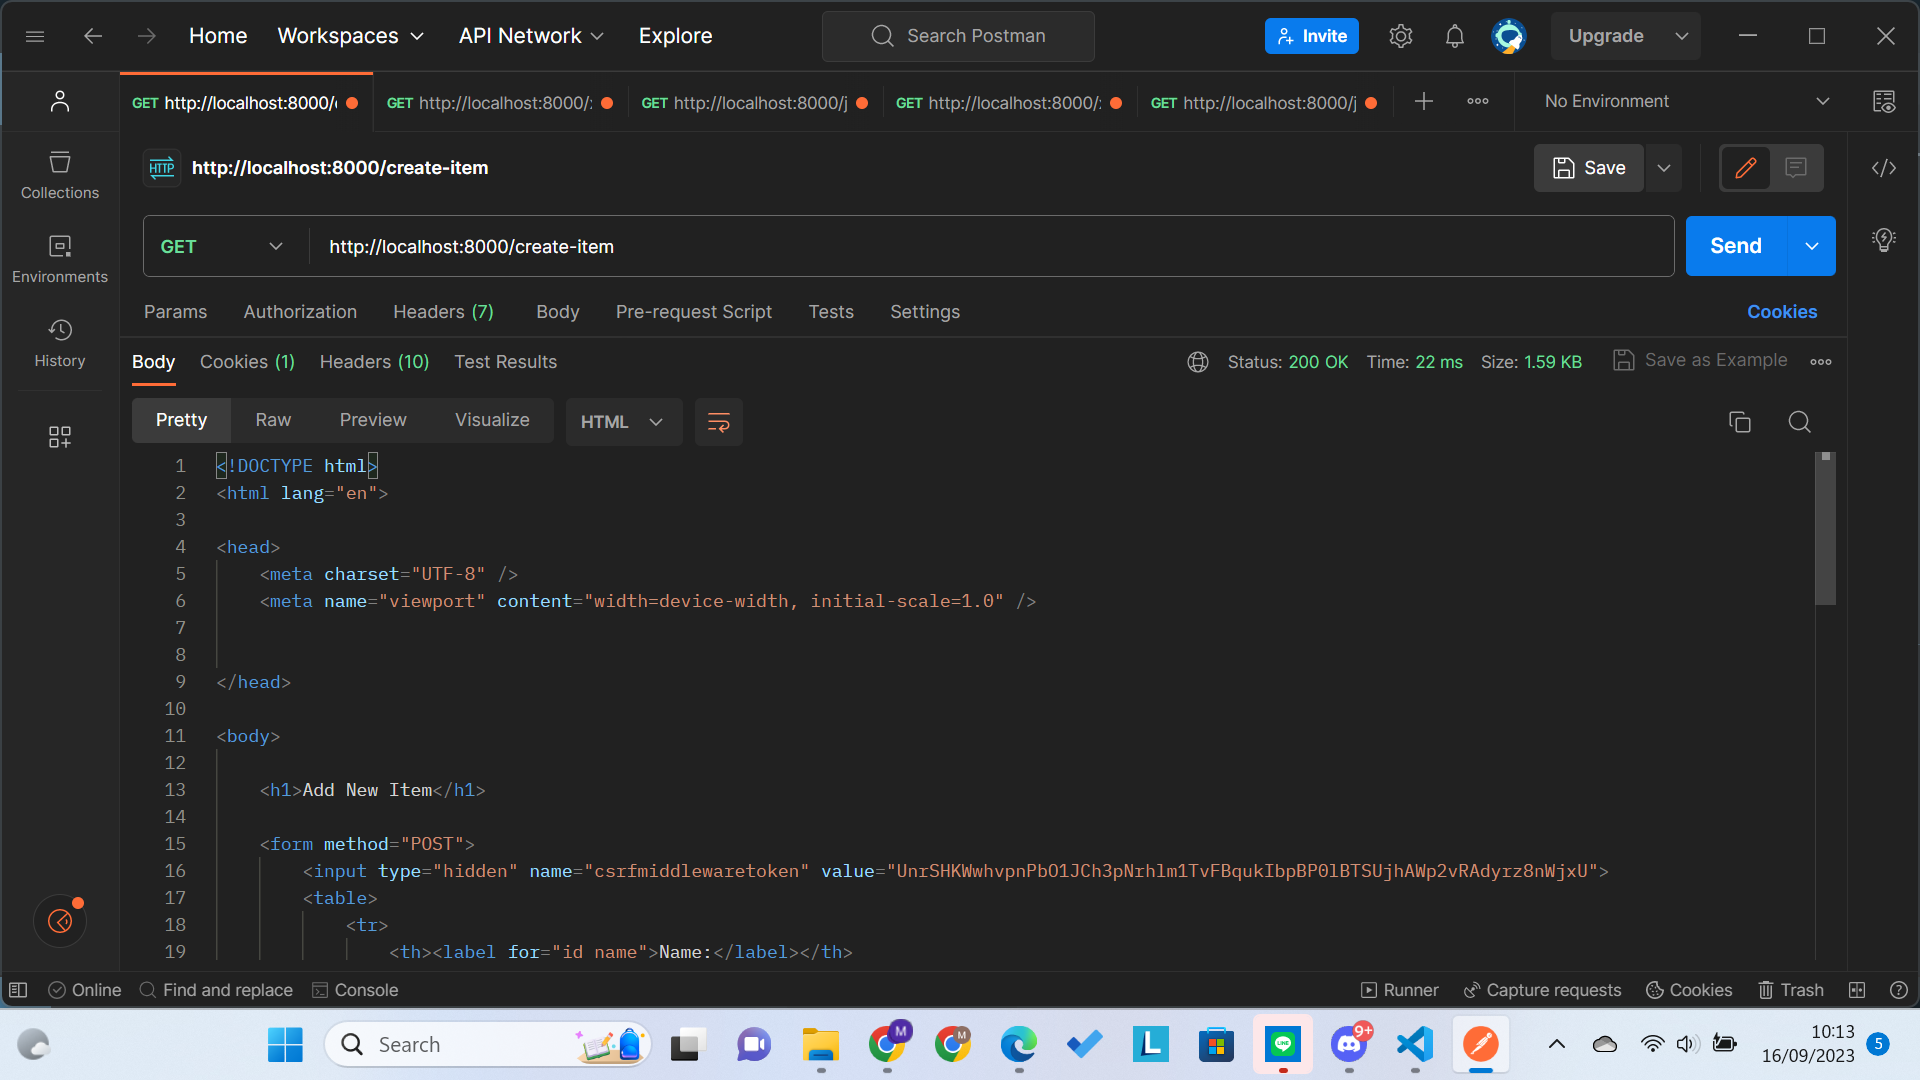 Home Workspaces API Network Explore Search Postman Invite Upgrade
GET http://localhost:8000/ GET http://localhost:8000/ GET http://localhost:8000/j GET http://localhost:8000/ GET http://localhost:8000/j No Environment
HTTP http://localhost:8000/create-item Save
GET http://localhost:8000/create-item Send
Params Authorization Headers (7) Body Pre-request Script Tests Settings Cookies
Body Cookies (1) Headers (10) Test Results Status: 200 OK Time: 22 ms Size: 1.59 KB Save as Example
Pretty Raw Preview Visualize HTML
Collections
Environments
History
1 <!DOCTYPE html>
2 <html lang="en">
3
4 <head>
5 <meta charset="UTF-8" />
6 <meta name="viewport" content="width=device-width, initial-scale=1.0" />
7
8
9 </head>
10
11 <body>
12
13 <h1>Add New Item</h1>
14
15 <form method="POST">
16 <input type="hidden" name="csrfmiddlewaretoken" value="UnrSHKWwhvpnPbO1JCh3pNrhlm1TvFBqukIbpBP0lBTSUjhAWp2vRAdyrz8nWjxU">
17 <table>
18 <tr>
19 <th><label for="id_name">Name:</label></th>
Online Find and replace Console Runner Capture requests Cookies Trash
Search M M L LINE 9+ 10:13
16/09/2023 5